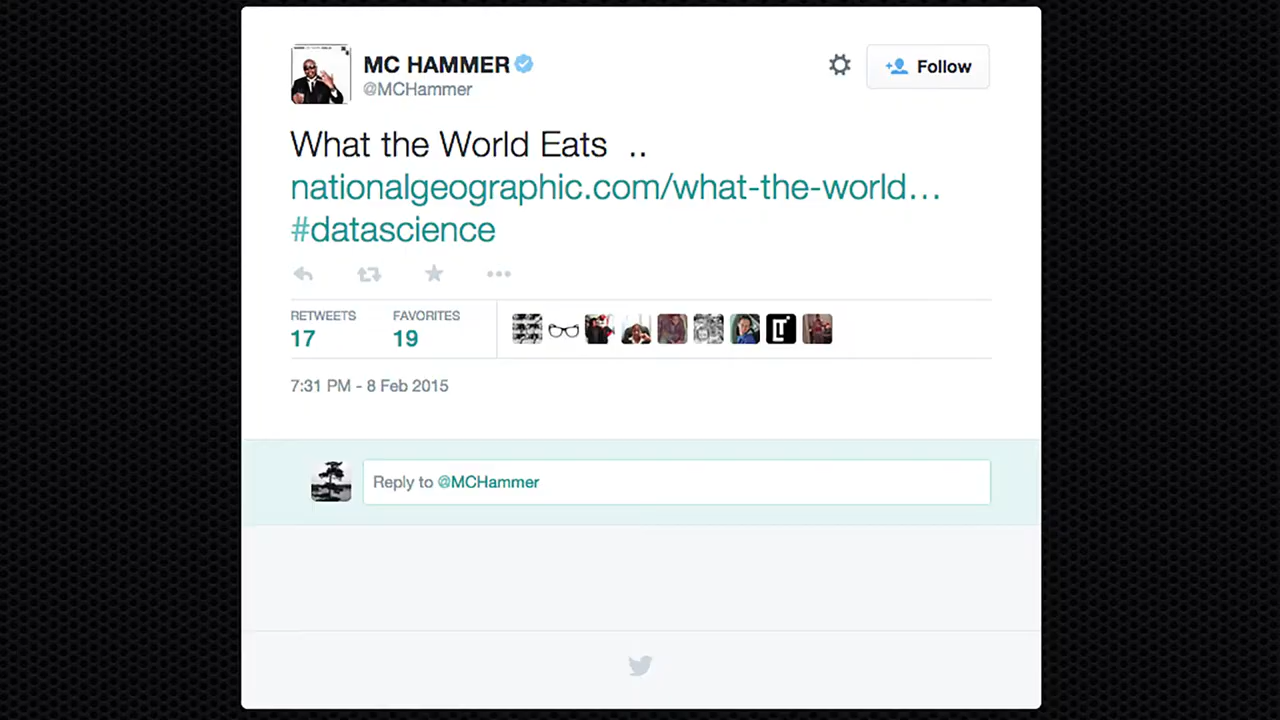 MC HAMMER
@MCHammer
Follow
What the World Eats ..
nationalgeographic.com/what-the-world…
#datascience
RETWEETS FAVORITES
17 19
7:31 PM - 8 Feb 2015
Reply to @MCHammer